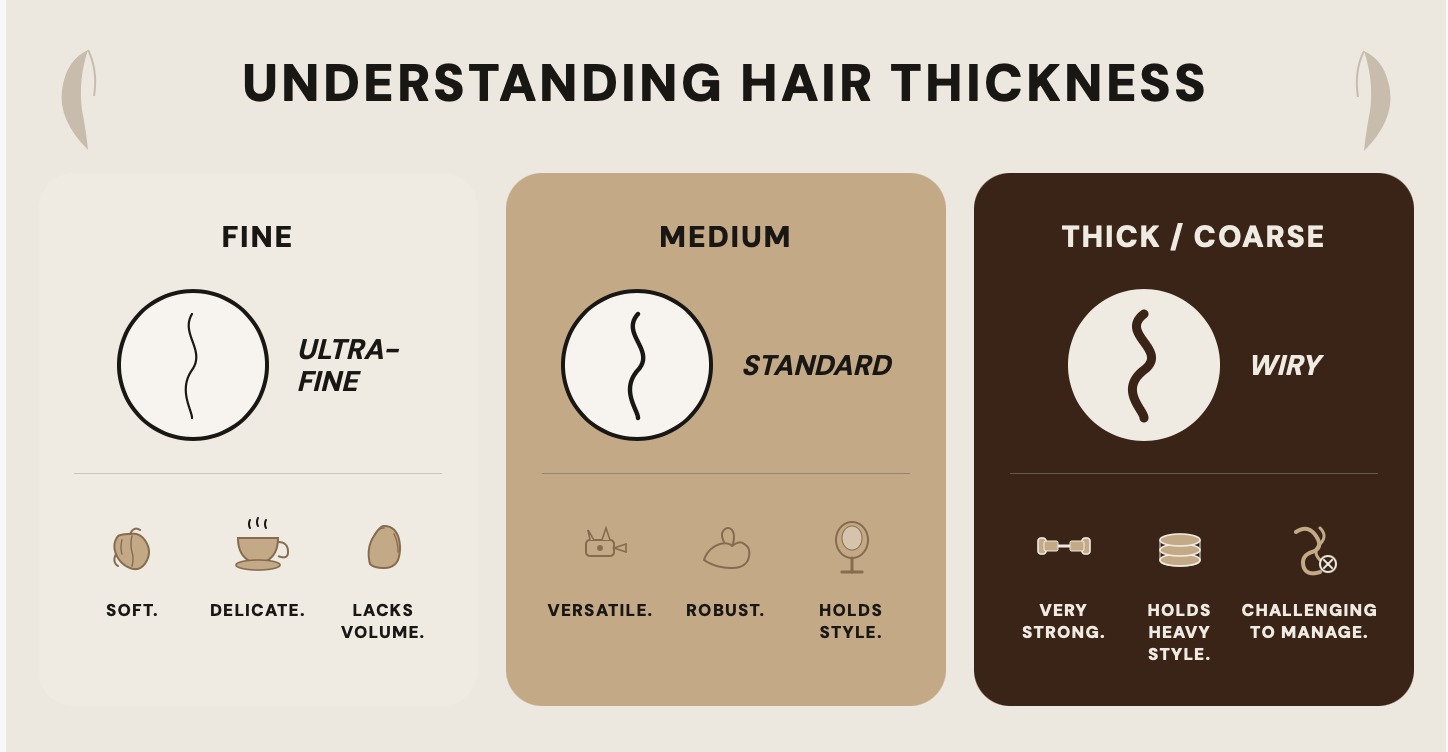 UNDERSTANDING HAIR THICKNESS
FINE
ULTRA-
FINE
SOFT.
DELICATE.
LACKS
VOLUME.
MEDIUM
STANDARD
VERSATILE.
ROBUST.
HOLDS
STYLE.
THICK / COARSE
WIRY
VERY
STRONG.
HOLDS
HEAVY
STYLE.
CHALLENGING
TO MANAGE.